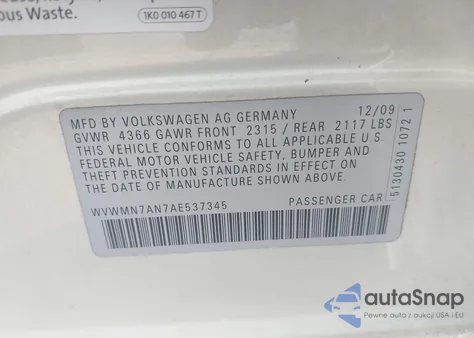 ous Waste.
1K0 010 467 T
MFD BY VOLKSWAGEN AG GERMANY 12/09
GVWR 4366 GAWR FRONT 2315 / REAR 2117 LBS
THIS VEHICLE CONFORMS TO ALL APPLICABLE U.S.
FEDERAL MOTOR VEHICLE SAFETY, BUMPER AND
THEFT PREVENTION STANDARDS IN EFFECT ON
THE DATE OF MANUFACTURE SHOWN ABOVE.
WVWMN7AN7AE537345 PASSENGER CAR
5130430 1072 1
autoSnap
Pewne auta z aukcji USA i EU